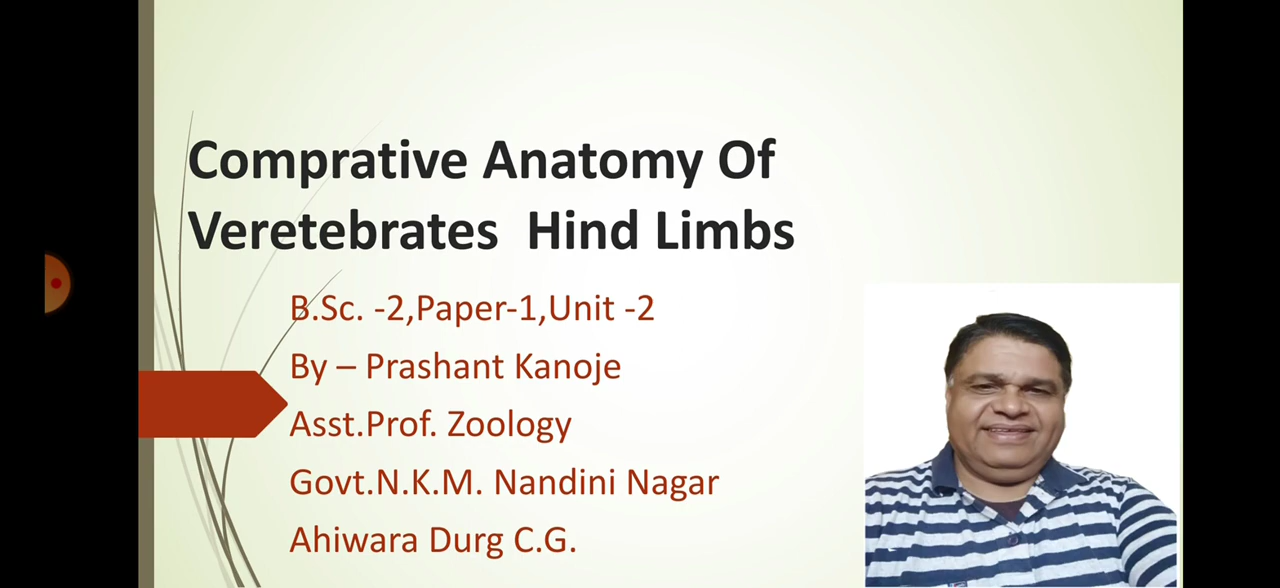 Comprative Anatomy Of
Veretebrates Hind Limbs
B.Sc. -2,Paper-1,Unit -2
By – Prashant Kanoje
Asst.Prof. Zoology
Govt.N.K.M. Nandini Nagar
Ahiwara Durg C.G.